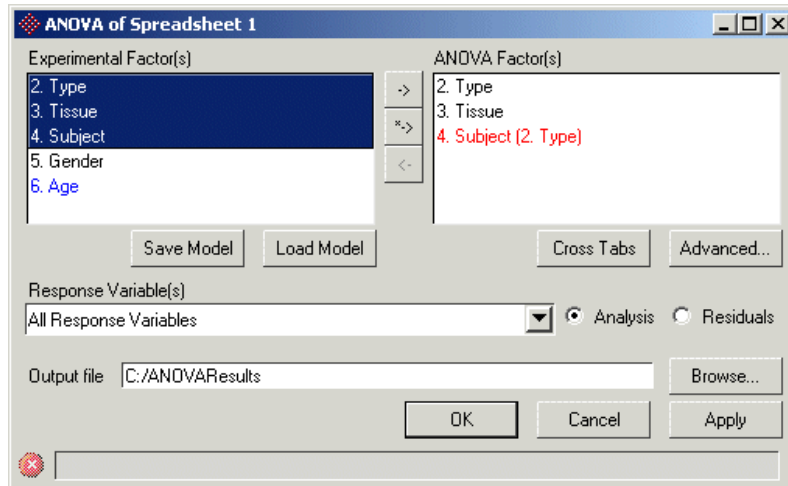 ANOVA of Spreadsheet 1
Experimental Factor(s)
2. Type
3. Tissue
4. Subject
5. Gender
6. Age
->
*->
<-
ANOVA Factor(s)
2. Type
3. Tissue
4. Subject (2. Type)
Save Model Load Model Cross Tabs Advanced...
Response Variable(s)
All Response Variables Analysis Residuals
Output file C:/ANOVAResults Browse...
OK Cancel Apply